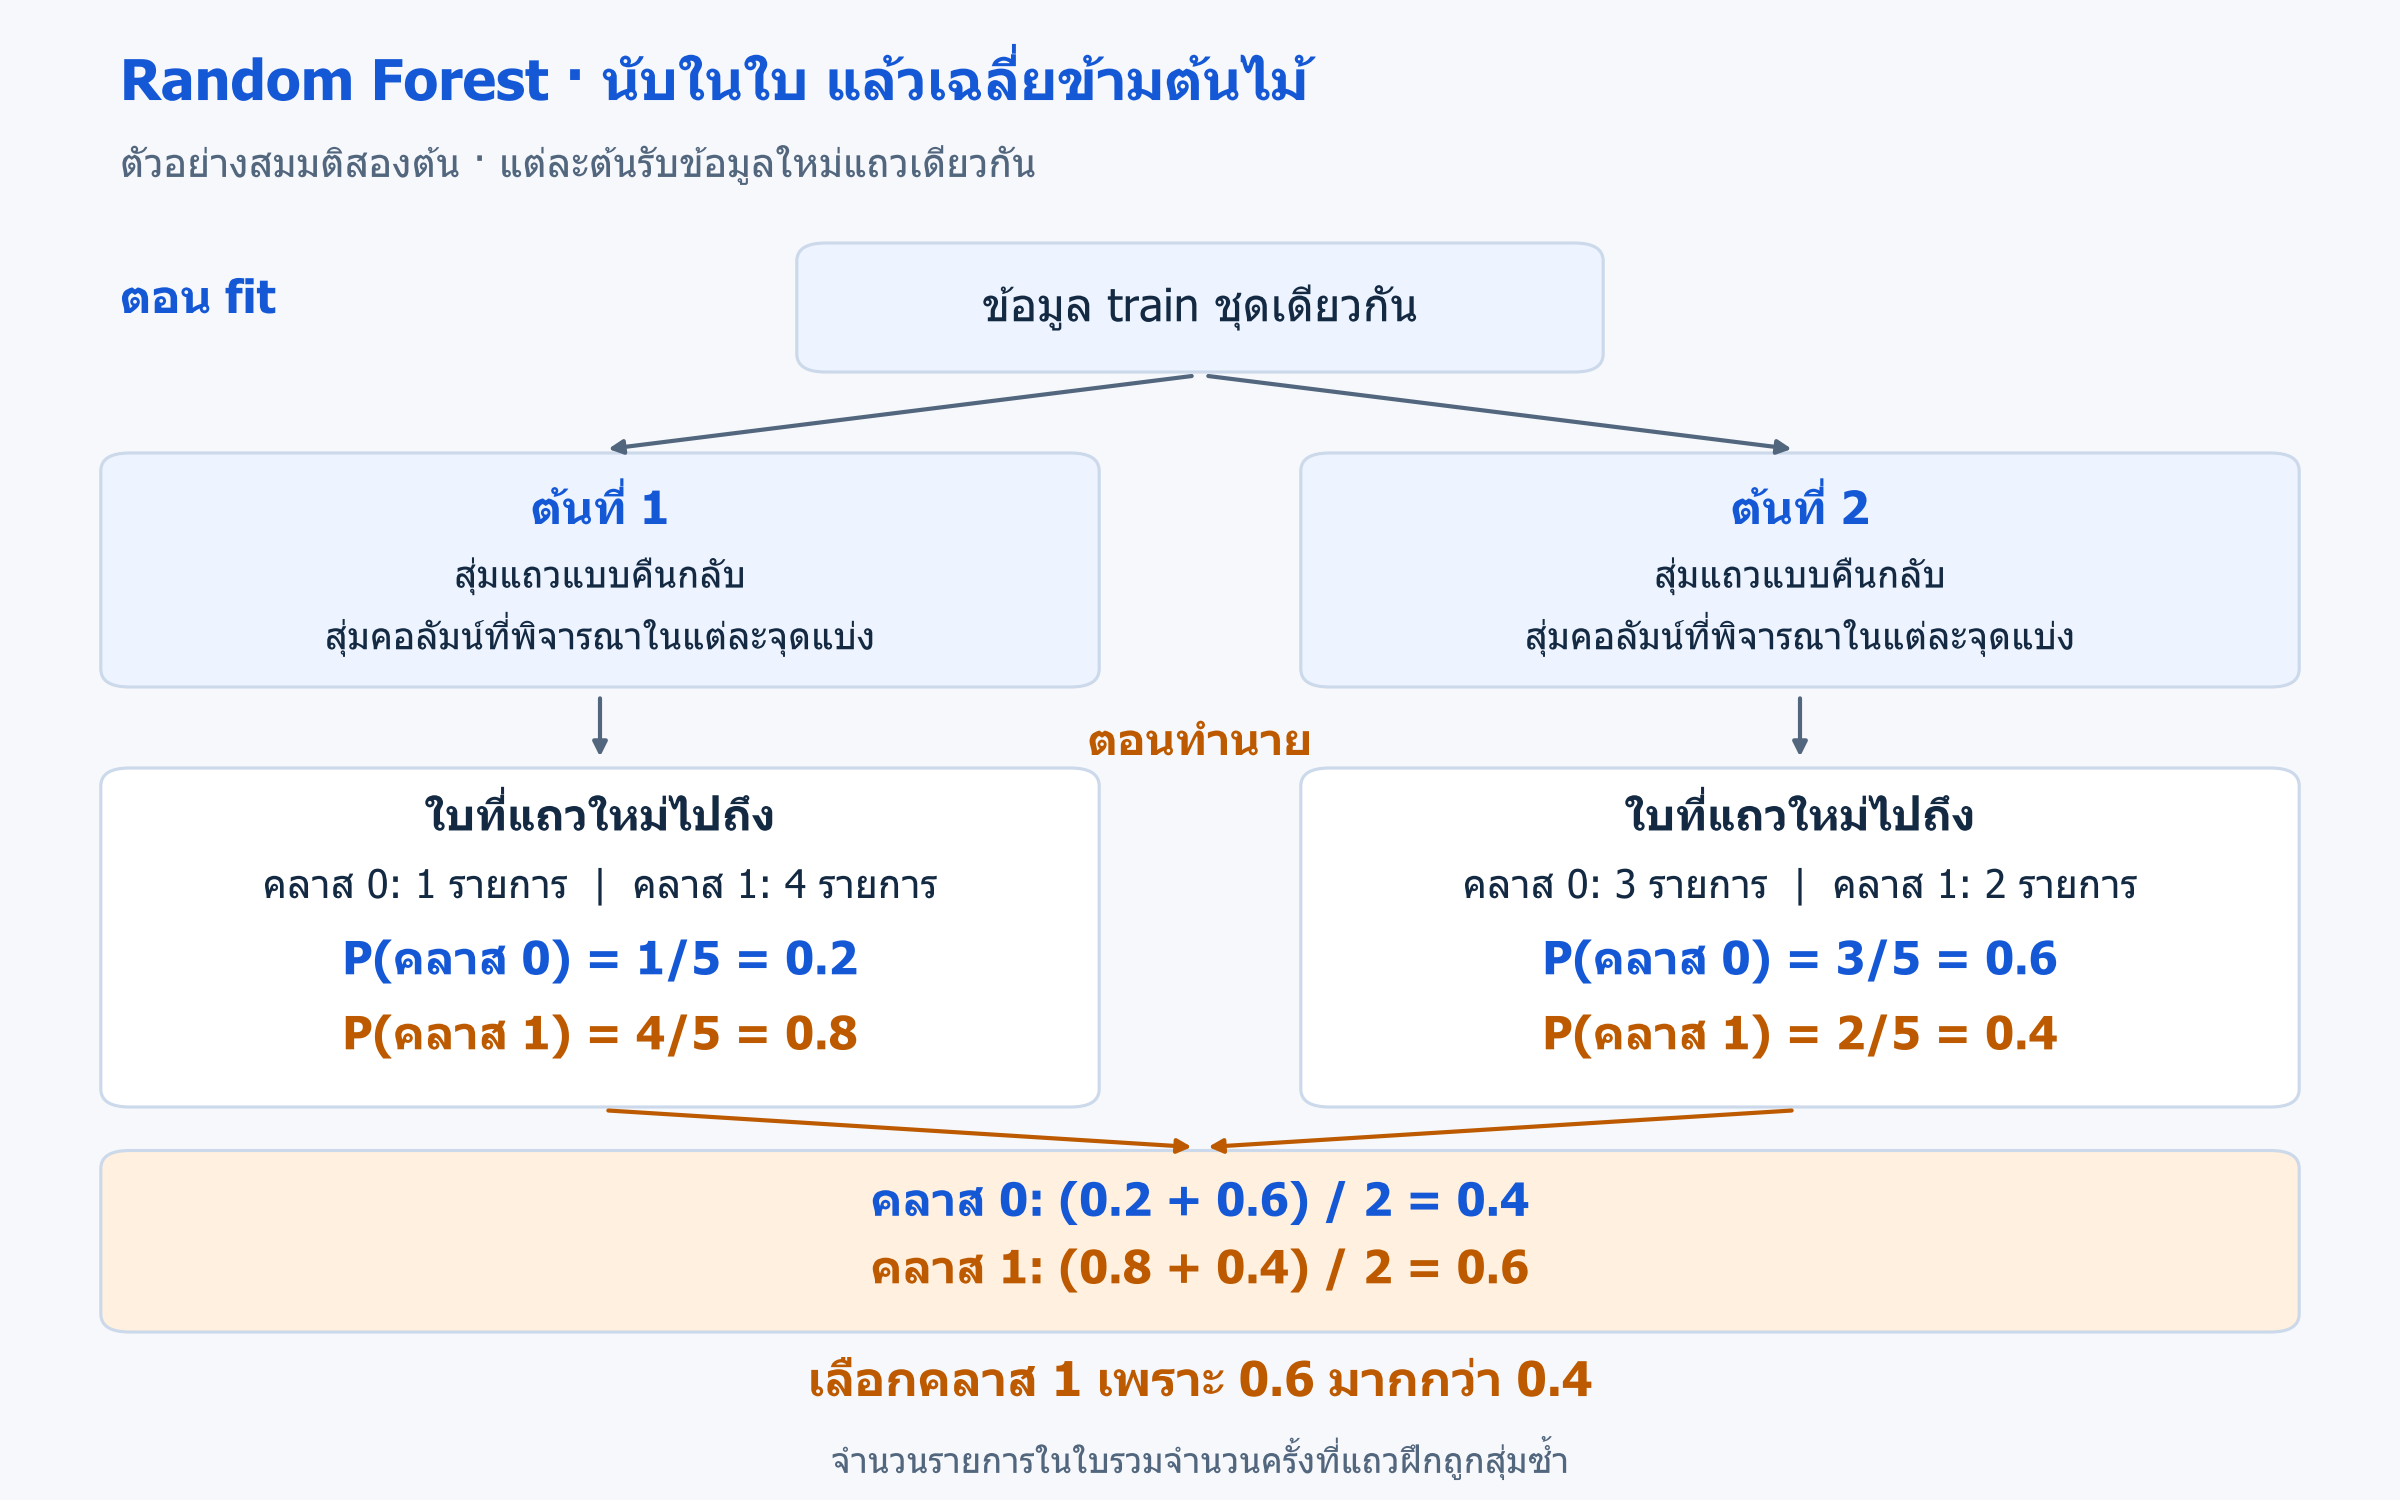 Random Forest · นับในใบ แล้วเฉลี่ยข้ามต้นไม้
ตัวอย่างสมมติสองต้น · แต่ละต้นรับข้อมูลใหม่แถวเดียวกัน
ตอน fit
ข้อมูล train ชุดเดียวกัน
ต้นที่ 1
สุ่มแถวแบบคืนกลับ
สุ่มคอลัมน์ที่พิจารณาในแต่ละจุดแบ่ง
ต้นที่ 2
สุ่มแถวแบบคืนกลับ
สุ่มคอลัมน์ที่พิจารณาในแต่ละจุดแบ่ง
ตอนทำนาย
ใบที่แถวใหม่ไปถึง
คลาส 0: 1 รายการ | คลาส 1: 4 รายการ
P(คลาส 0) = 1/5 = 0.2
P(คลาส 1) = 4/5 = 0.8
ใบที่แถวใหม่ไปถึง
คลาส 0: 3 รายการ | คลาส 1: 2 รายการ
P(คลาส 0) = 3/5 = 0.6
P(คลาส 1) = 2/5 = 0.4
คลาส 0: (0.2 + 0.6) / 2 = 0.4
คลาส 1: (0.8 + 0.4) / 2 = 0.6
เลือกคลาส 1 เพราะ 0.6 มากกว่า 0.4
จำนวนรายการในใบรวมจำนวนครั้งที่แถวฝึกถูกสุ่มซ้ำ